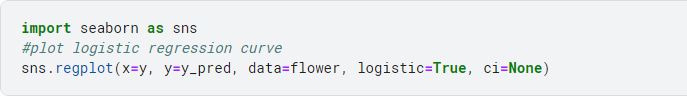 import seaborn as sns
#plot logistic regression curve
sns.regplot(x=y, y=y_pred, data=flower, logistic=True, ci=None)